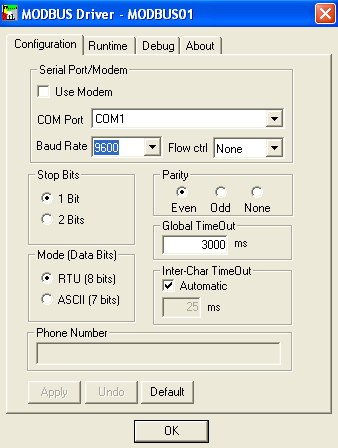 MODBUS Driver - MODBUS01
Configuration Runtime Debug About
Serial Port/Modem
Use Modem
COM Port COM1
Baud Rate 9600 Flow ctrl None
Stop Bits
1 Bit
2 Bits
Parity
Even Odd None
Global TimeOut
3000 ms
Mode (Data Bits)
RTU (8 bits)
ASCII (7 bits)
Inter-Char TimeOut
Automatic
25 ms
Phone Number
Apply Undo Default
OK